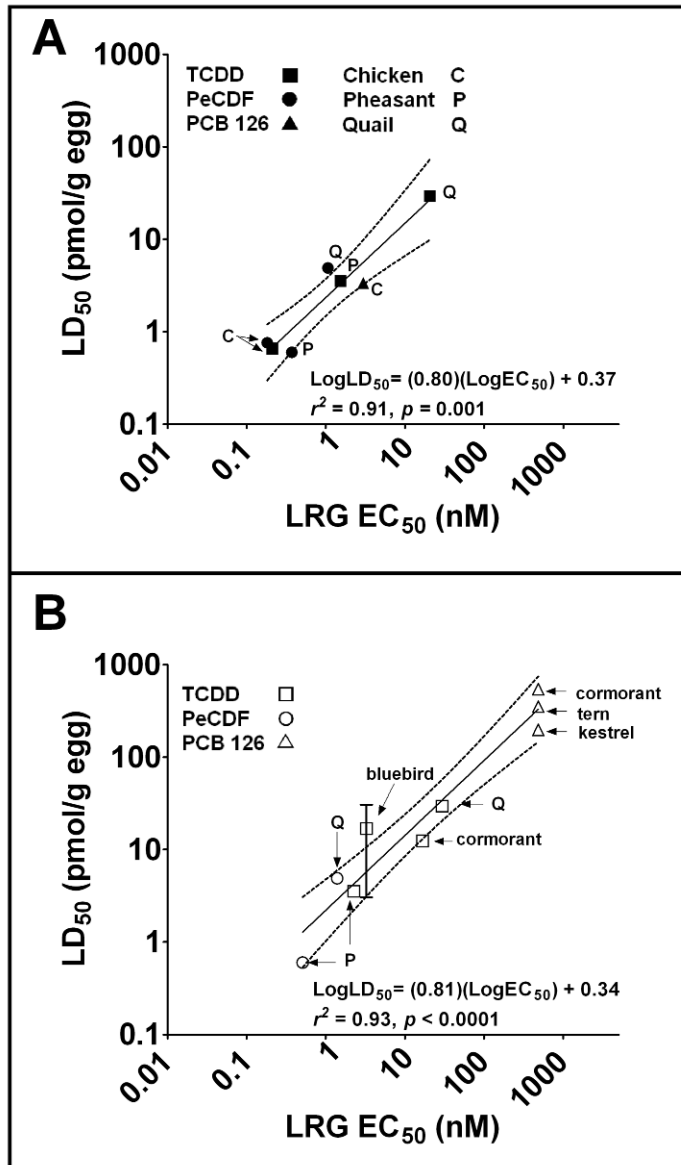 A
LD50 (pmol/g egg)
1000
100
10
1
0.1
TCDD ■ Chicken C
PeCDF ● Pheasant P
PCB 126 ▲ Quail Q
Q
Q
P
C
C
P
LogLD50= (0.80)(LogEC50) + 0.37
r2 = 0.91, p = 0.001
0.01 0.1 1 10 100 1000
LRG EC50 (nM)
B
LD50 (pmol/g egg)
1000
100
10
1
0.1
TCDD □
PeCDF ○
PCB 126 △
cormorant
tern
kestrel
bluebird
Q
Q
cormorant
P
LogLD50= (0.81)(LogEC50) + 0.34
r2 = 0.93, p < 0.0001
0.01 0.1 1 10 100 1000
LRG EC50 (nM)